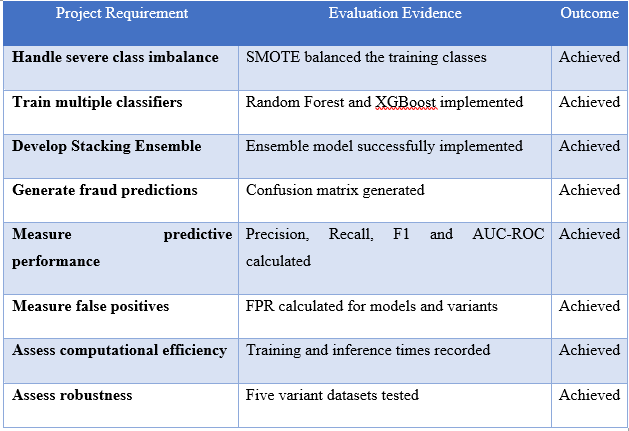 Project Requirement Evaluation Evidence Outcome
Handle severe class imbalance SMOTE balanced the training classes Achieved
Train multiple classifiers Random Forest and XGBoost implemented Achieved
Develop Stacking Ensemble Ensemble model successfully implemented Achieved
Generate fraud predictions Confusion matrix generated Achieved
Measure predictive Precision, Recall, F1 and AUC-ROC Achieved
performance calculated
Measure false positives FPR calculated for models and variants Achieved
Assess computational efficiency Training and inference times recorded Achieved
Assess robustness Five variant datasets tested Achieved